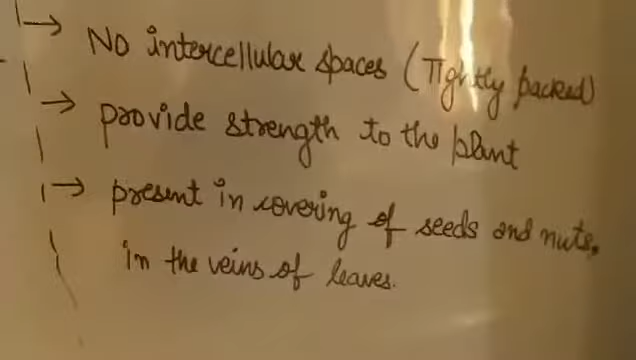 → No intercellular spaces (Tightly packed)
→ provide strength to the plant
→ present in covering of seeds and nuts,
in the veins of leaves.